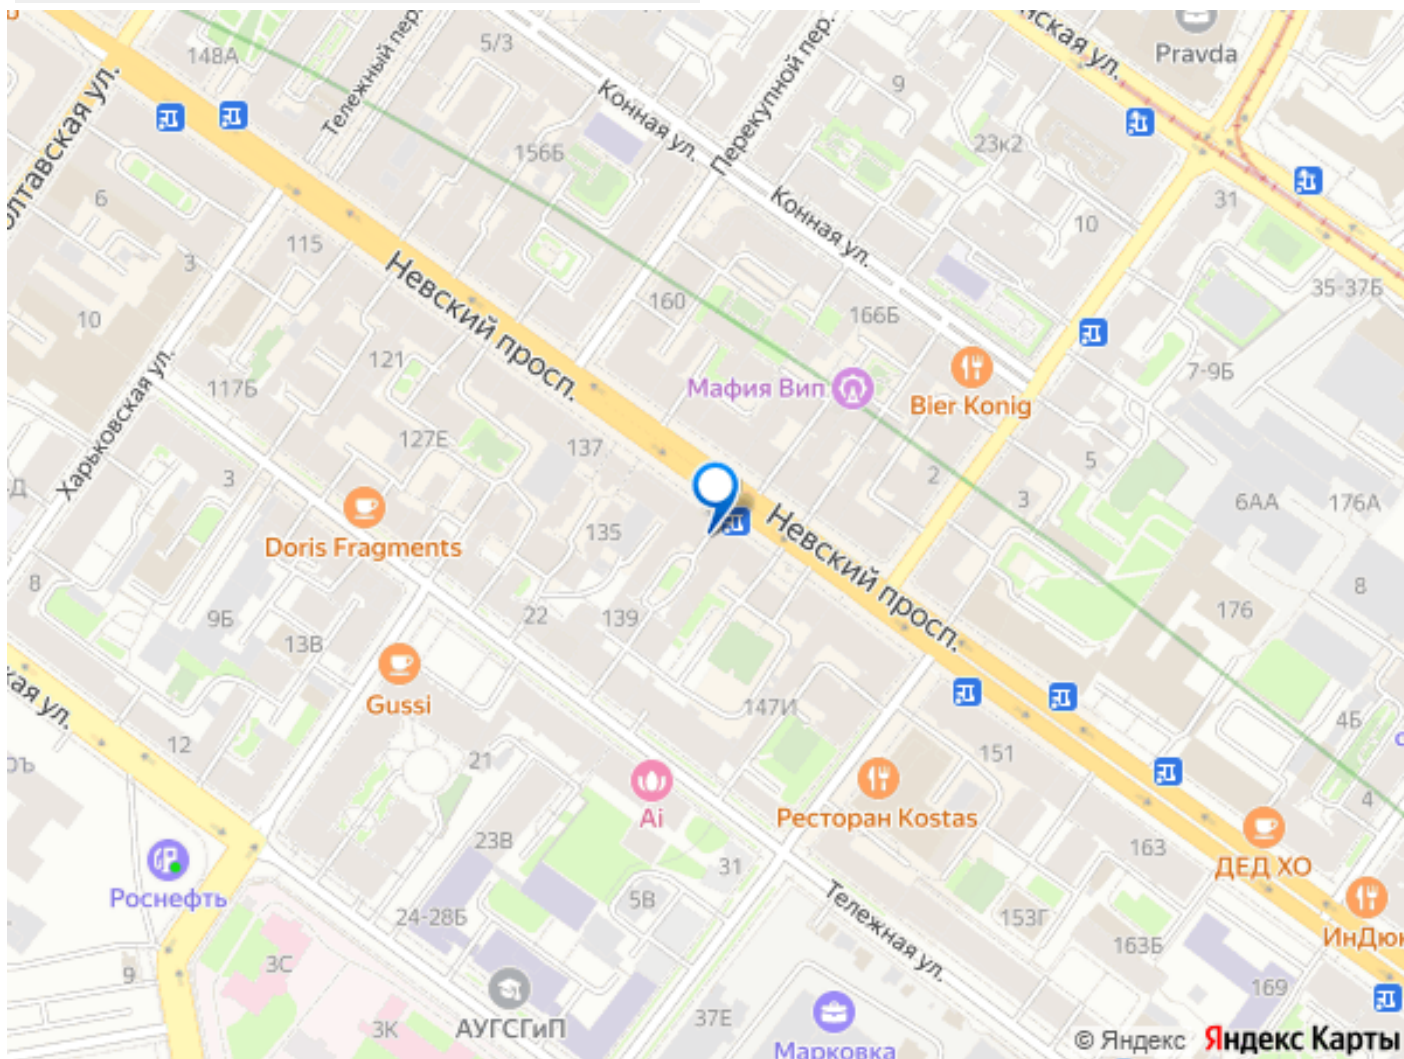 148А
Тележный пер.
5/3
Конная ул.
Перекупной пер.
9
Pravda
23к2
156Б
6
115
3
10
121
117Б
Харьковская ул.
Невский просп.
160
166Б
Конная ул.
10
31
35-37Б
7-9Б
Мафия Вип
Bier Konig
127Е
137
3
2
3
5
6АА
176А
Doris Fragments
135
Невский просп.
8
9Б
13В
22
139
176
8
Gussi
147И
4Б
12
21
151
4
Ai
Ресторан Kostas
23В
31
163
ДЕД ХО
Роснефть
24-28Б
5В
Тележная ул.
153Г
163Б
3С
9
169
3К
АУГСГиП
37Е
Марковка
© Яндекс Яндекс Карты